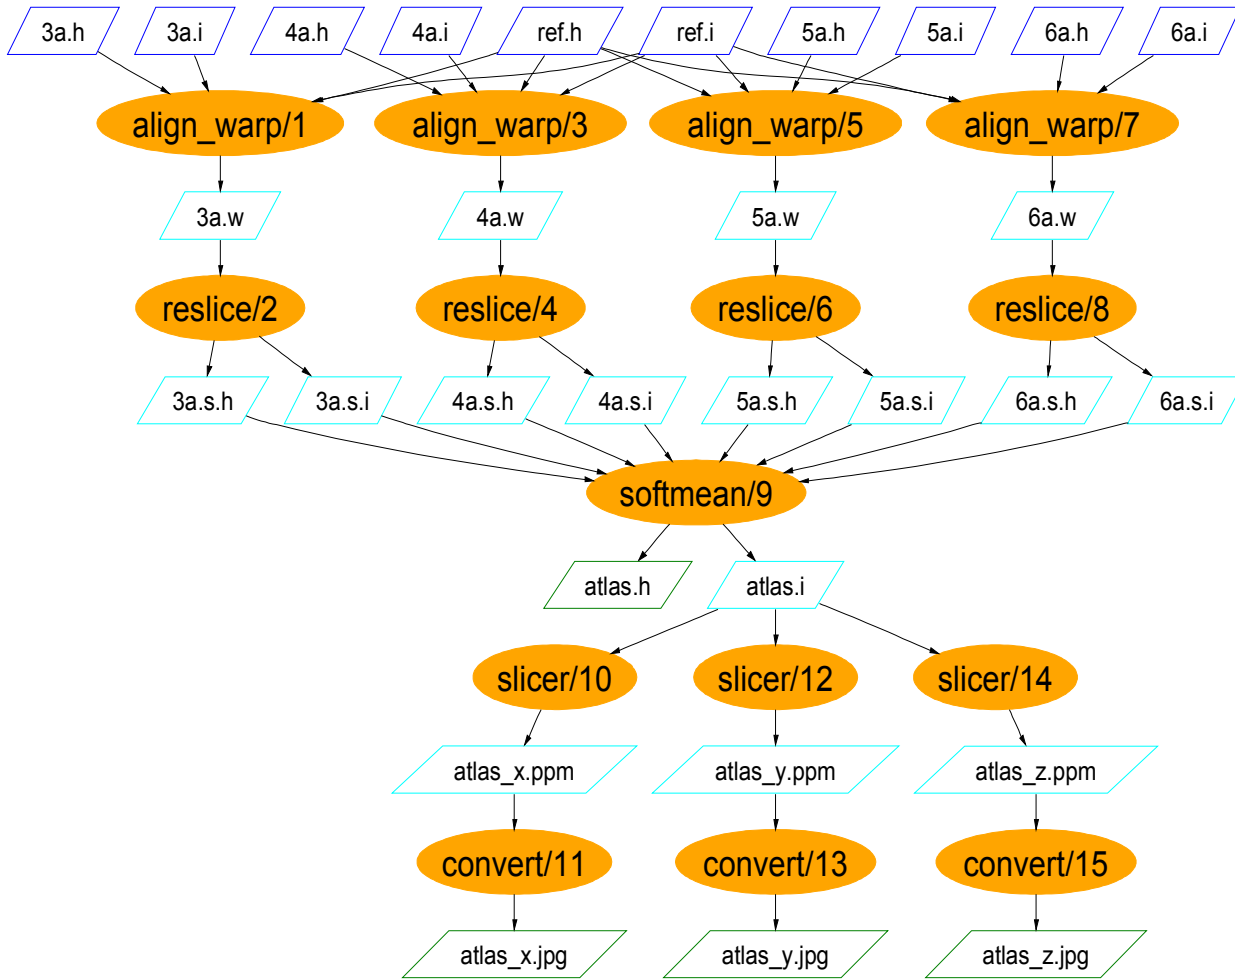 3a.h 3a.i 4a.h 4a.i ref.h ref.i 5a.h 5a.i 6a.h 6a.i
align_warp/1 align_warp/3 align_warp/5 align_warp/7
3a.w 4a.w 5a.w 6a.w
reslice/2 reslice/4 reslice/6 reslice/8
3a.s.h 3a.s.i 4a.s.h 4a.s.i 5a.s.h 5a.s.i 6a.s.h 6a.s.i
softmean/9
atlas.h atlas.i
slicer/10 slicer/12 slicer/14
atlas_x.ppm atlas_y.ppm atlas_z.ppm
convert/11 convert/13 convert/15
atlas_x.jpg atlas_y.jpg atlas_z.jpg